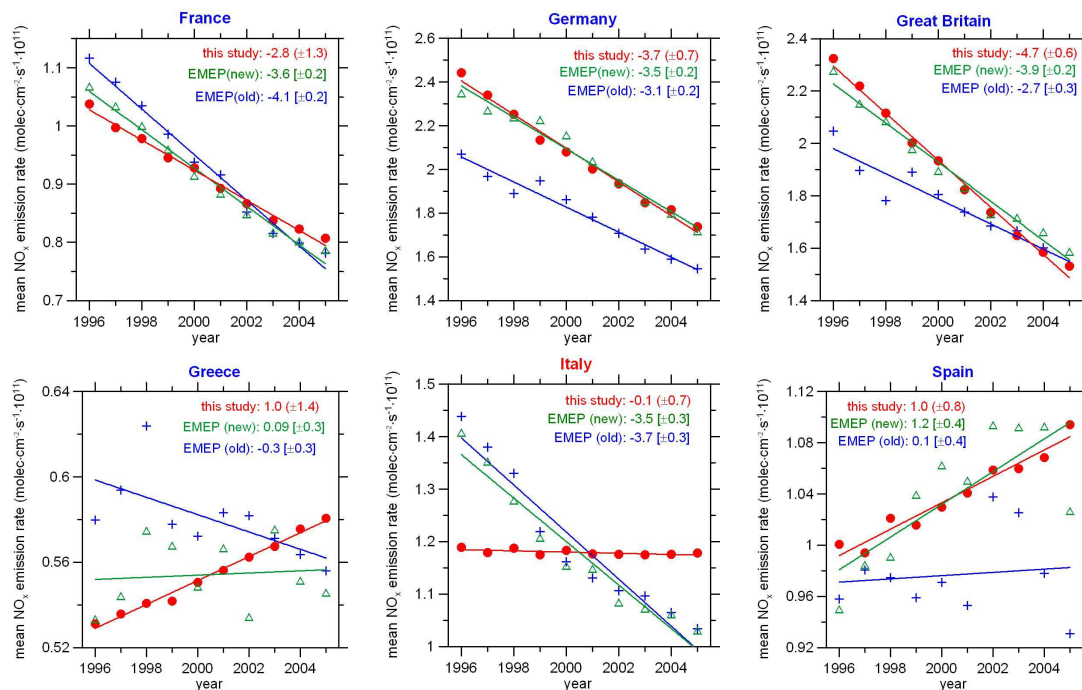 France
this study: -2.8 (±1.3)
EMEP(new): -3.6 [±0.2)
EMEP(old): -4.1 [±0.2)
mean NOx emission rate (molec·cm-2·s-1·1011)
1.1
1
0.9
0.8
0.7
1996 1998 2000 2002 2004
year
Germany
this study: -3.7 (±0.7)
EMEP(new): -3.5 [±0.2)
EMEP(old): -3.1 [±0.2)
mean NOx emission rate (molec·cm-2·s-1·1011)
2.6
2.4
2.2
2
1.8
1.6
1.4
1996 1998 2000 2002 2004
year
Great Britain
this study: -4.7 (±0.6)
EMEP(new): -3.9 [±0.2)
EMEP (old): -2.7 [±0.3)
mean NOx emission rate (molec·cm-2·s-1·1011)
2.4
2.2
2
1.8
1.6
1.4
1996 1998 2000 2002 2004
year
Greece
this study: 1.0 (±1.4)
EMEP (new): 0.09 [±0.3)
EMEP (old): -0.3 [±0.3)
mean NOx emission rate (molec·cm-2·s-1·1011)
0.64
0.6
0.56
0.52
1996 1998 2000 2002 2004
year
Italy
this study: -0.1 (±0.7)
EMEP (new): -3.5 [±0.3)
EMEP (old): -3.7 [±0.3)
mean NOx emission rate (molec·cm-2·s-1·1011)
1.5
1.4
1.3
1.2
1.1
1
1996 1998 2000 2002 2004
year
Spain
this study: 1.0 (±0.8)
EMEP (new): 1.2 [±0.4)
EMEP (old): 0.1 [±0.4)
mean NOx emission rate (molec·cm-2·s-1·1011)
1.12
1.08
1.04
1
0.96
0.92
1996 1998 2000 2002 2004
year